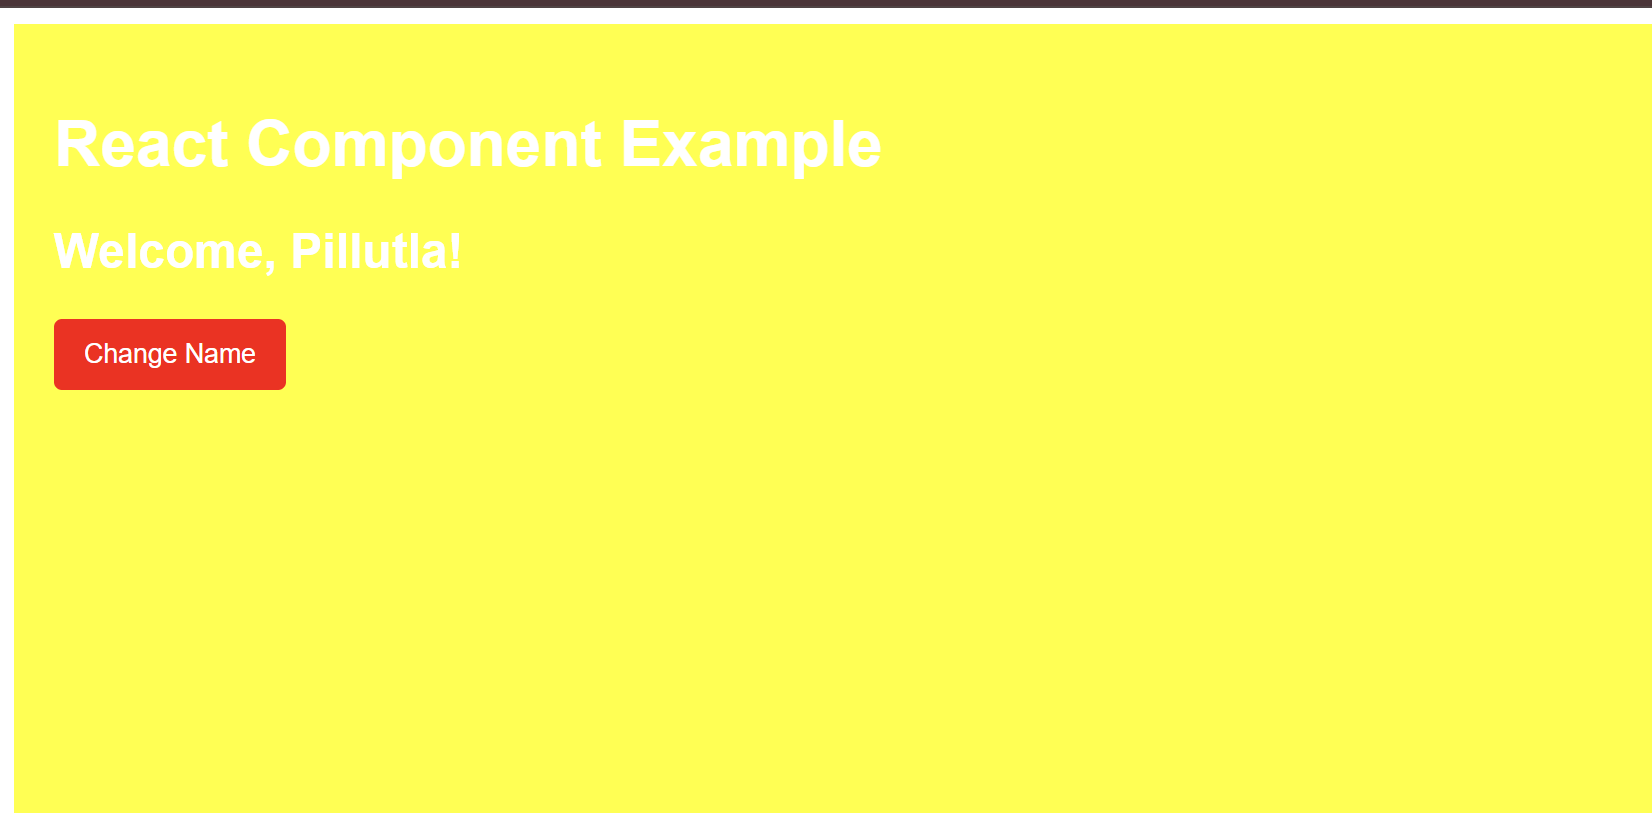 React Component Example
Welcome, Pillutla!
Change Name